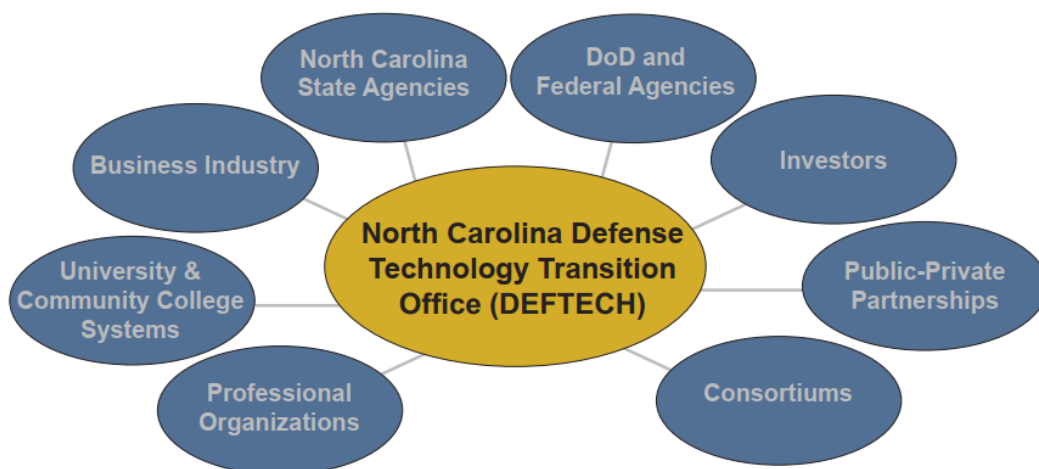 North Carolina
State Agencies
DoD and
Federal Agencies
Business Industry
Investors
North Carolina Defense
Technology Transition
Office (DEFTECH)
University &
Community College
Systems
Public-Private
Partnerships
Professional
Organizations
Consortiums